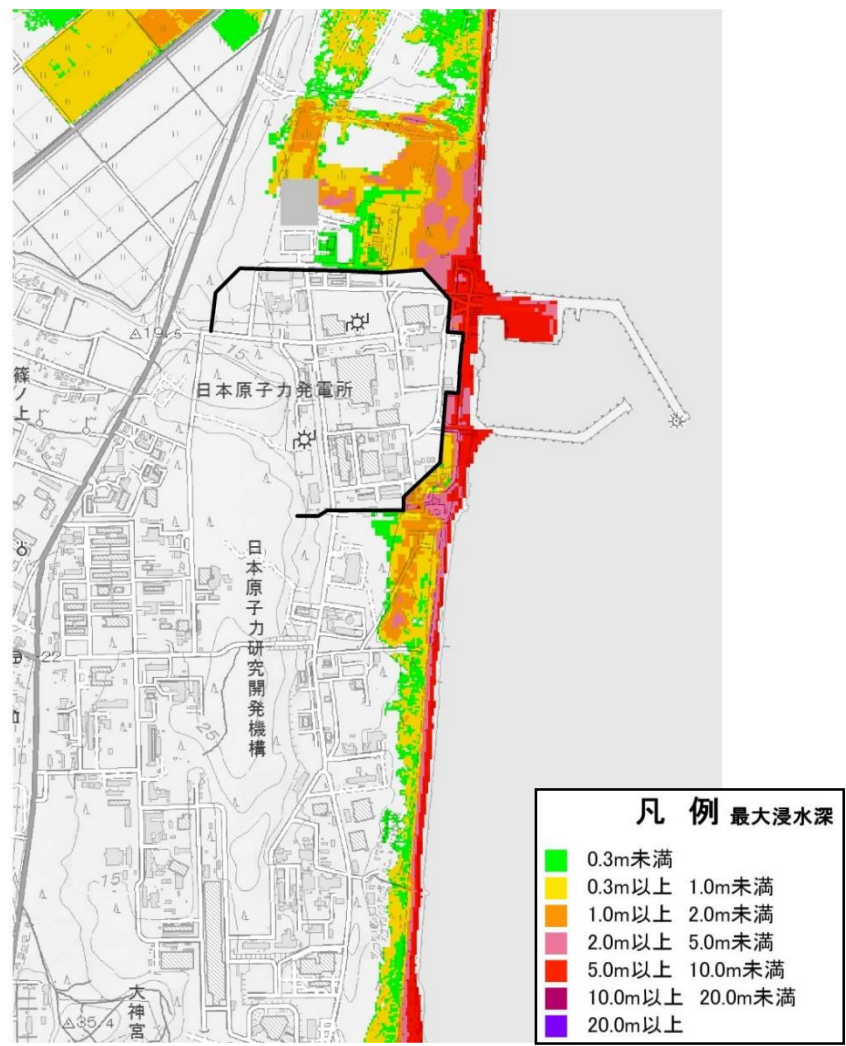 △19.5
15
篠ノ上
日本原子力発電所
日本原子力研究開発機構
22
25
15
大神宮
△35.4
凡 例 最大浸水深
0.3m未満
0.3m以上 1.0m未満
1.0m以上 2.0m未満
2.0m以上 5.0m未満
5.0m以上 10.0m未満
10.0m以上 20.0m未満
20.0m以上